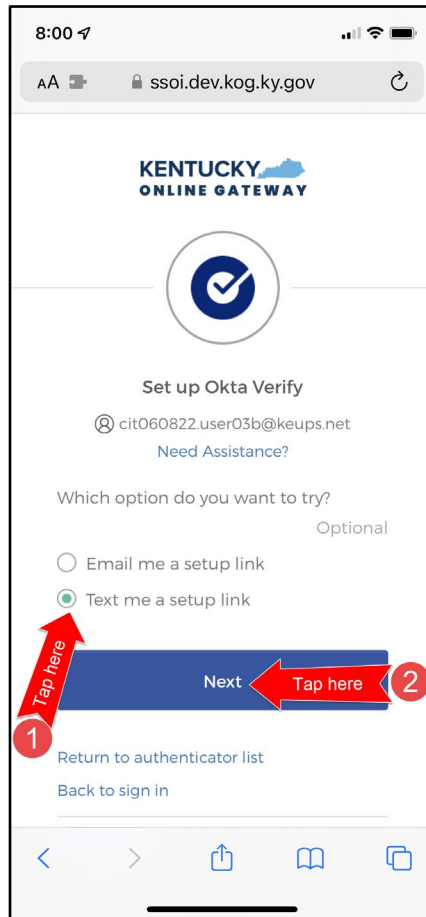 8:00
AA ssoi.dev.kog.ky.gov
KENTUCKY
ONLINE GATEWAY
Set up Okta Verify
cit060822.user03b@keups.net
Need Assistance?
Which option do you want to try?
Optional
Email me a setup link
Text me a setup link
Tap here
1
Next
Tap here
2
Return to authenticator list
Back to sign in